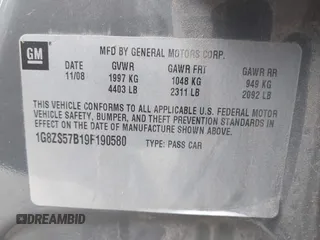 GM
MFD BY GENERAL MOTORS CORP.
DATE GVWR GAWR FRT GAWR RR
11/08 1997 KG 1048 KG 949 KG
4403 LB 2311 LB 2092 LB
THIS VEHICLE CONFORMS TO ALL APPLICABLE U.S. FEDERAL MOTOR
VEHICLE SAFETY, BUMPER, AND THEFT PREVENTION STANDARDS IN
EFFECT ON THE DATE OF MANUFACTURE SHOWN ABOVE.
1G8ZS57B19F190580 TYPE: PASS CAR
DREAMBID